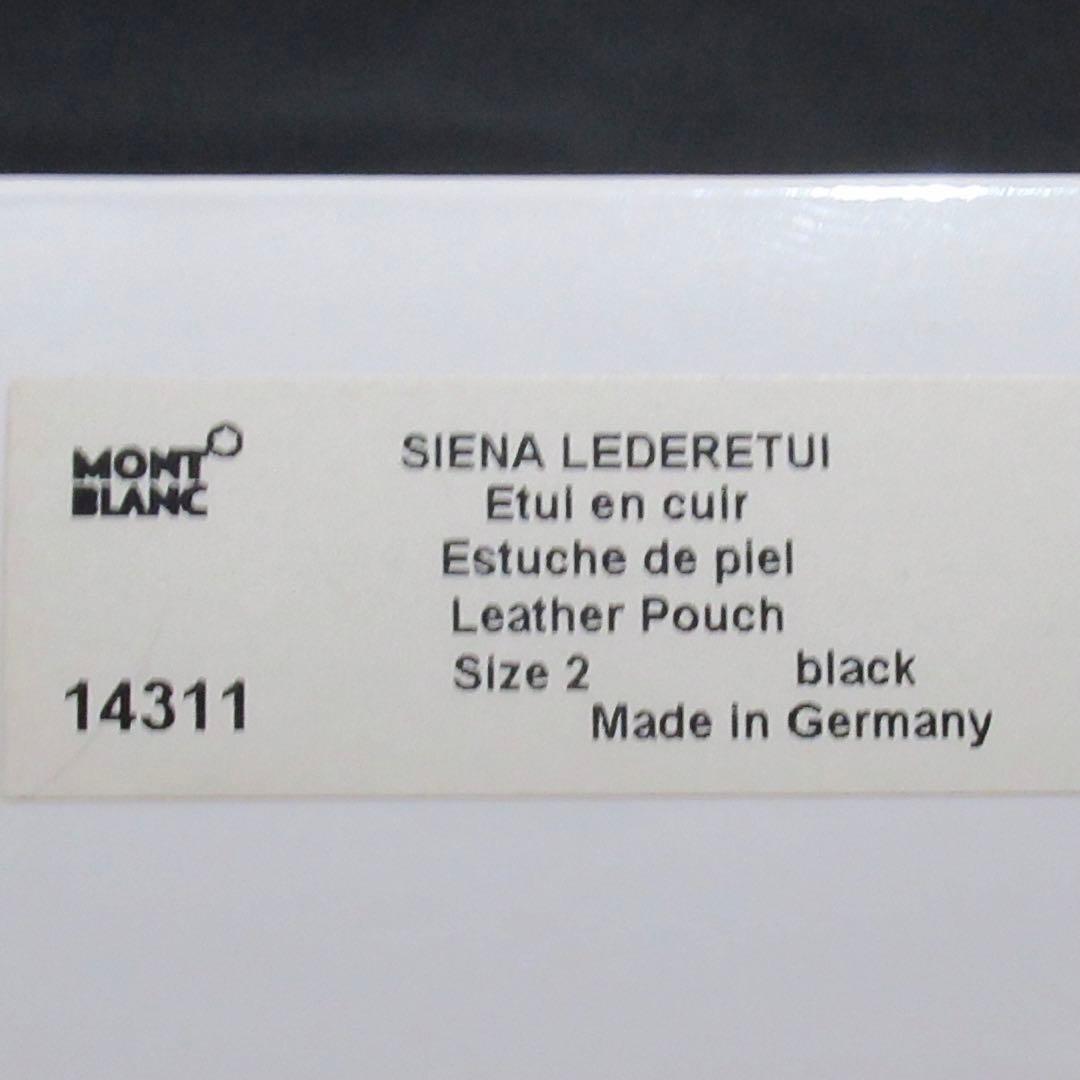 MONT
BLANC
SIENA LEDERETUI
Etui en cuir
Estuche de piel
Leather Pouch
Size 2 black
Made in Germany
14311